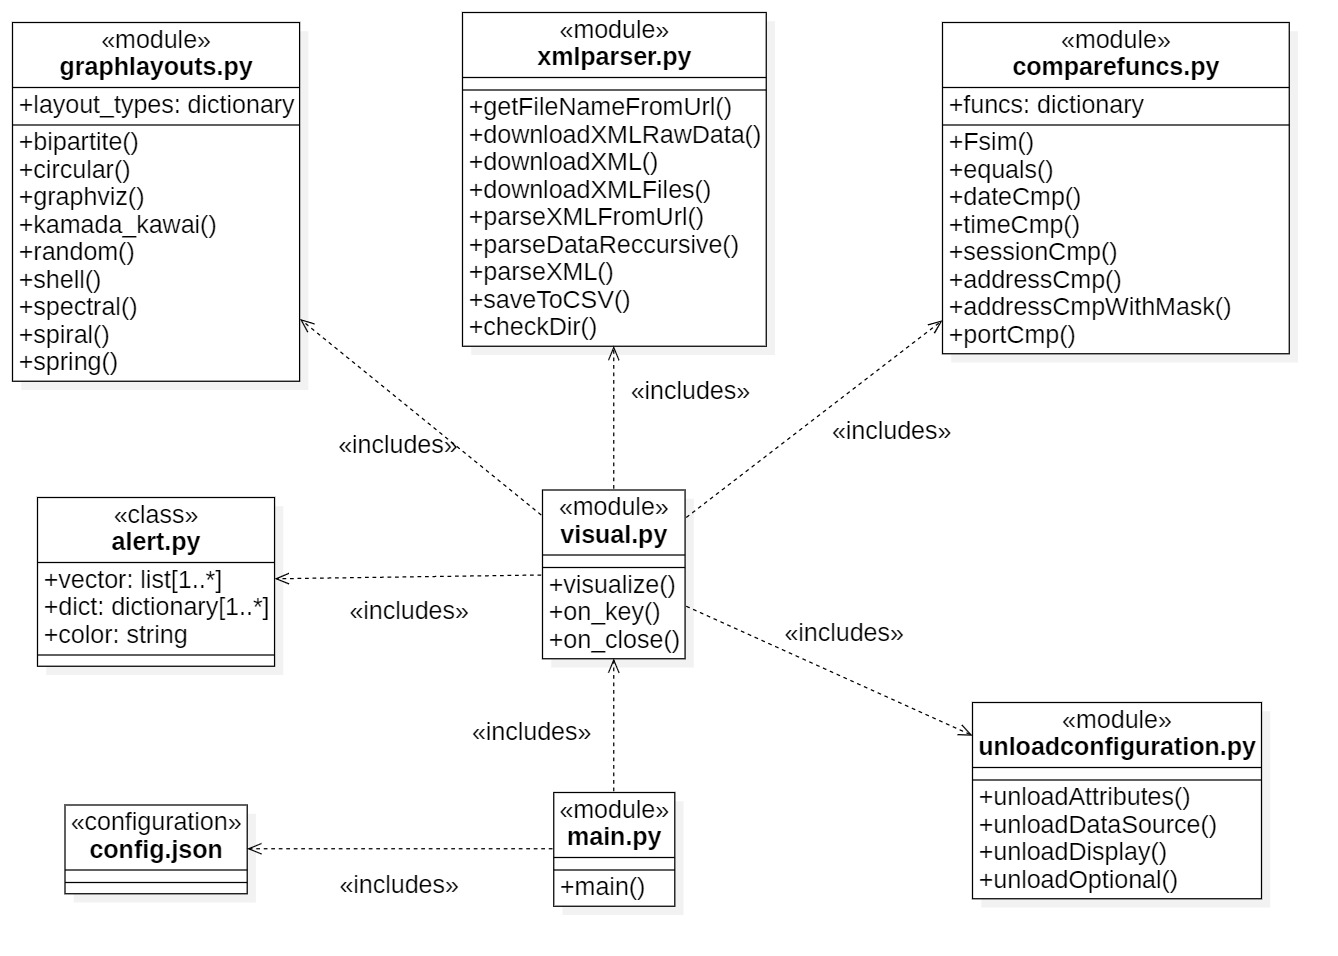 «module»
graphlayouts.py
+layout_types: dictionary
+bipartite()
+circular()
+graphviz()
+kamada_kawai()
+random()
+shell()
+spectral()
+spiral()
+spring()
«module»
xmlparser.py
+getFileNameFromUrl()
+downloadXMLRawData()
+downloadXML()
+downloadXMLFiles()
+parseXMLFromUrl()
+parseDataReccursive()
+parseXML()
+saveToCSV()
+checkDir()
«module»
comparefuncs.py
+funcs: dictionary
+Fsim()
+equals()
+dateCmp()
+timeCmp()
+sessionCmp()
+addressCmp()
+addressCmpWithMask()
+portCmp()
«includes»
«includes»
«includes»
«class»
alert.py
+vector: list[1..*]
+dict: dictionary[1..*]
+color: string
«includes»
«module»
visual.py
+visualize()
+on_key()
+on_close()
«includes»
«includes»
«module»
unloadconfiguration.py
+unloadAttributes()
+unloadDataSource()
+unloadDisplay()
+unloadOptional()
«configuration»
config.json
«includes»
«module»
main.py
+main()